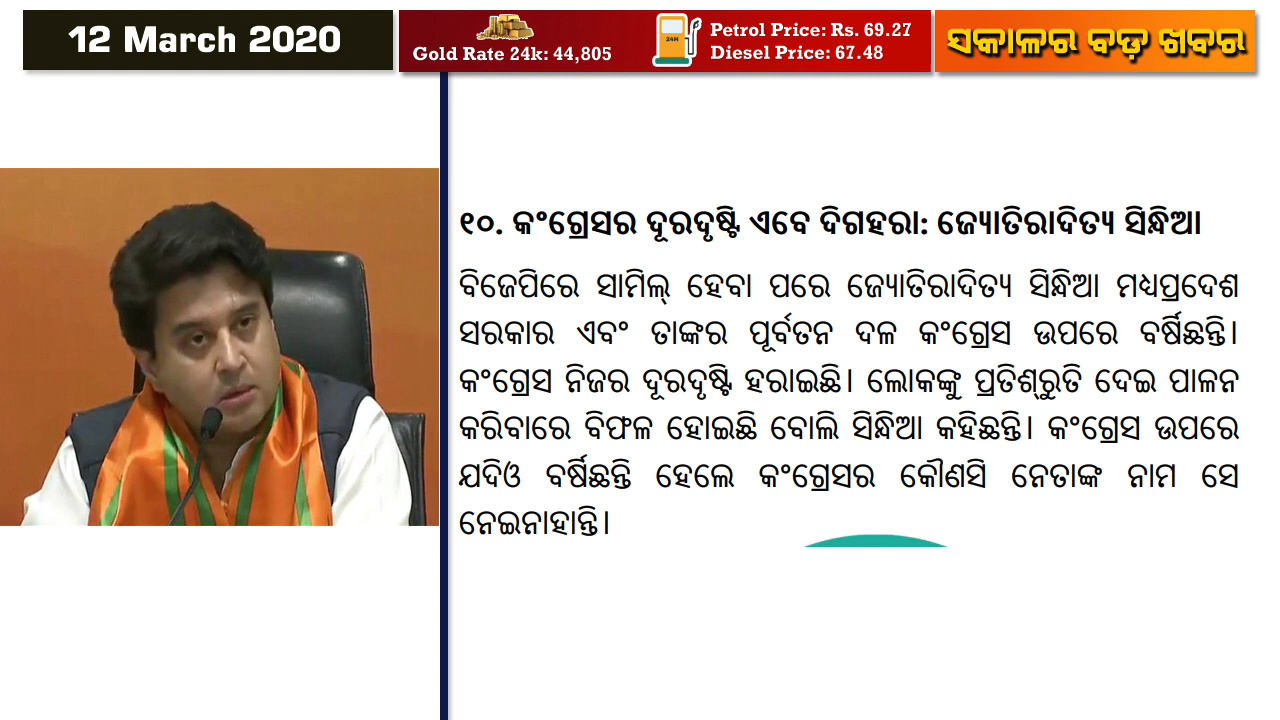 12 March 2020
Gold Rate 24k: 44,805
24H
Petrol Price: Rs. 69.27
Diesel Price: 67.48
ସକାଳର ବଡ଼ ଖବର
୧୦. କଂଗ୍ରେସର ଦୂରଦୃଷ୍ଟି ଏବେ ଦିଗହରା: ଜ୍ୟୋତିରାଦିତ୍ୟ ସିନ୍ଧିଆ
ବିଜେପିରେ ସାମିଲ୍ ହେବା ପରେ ଜ୍ୟୋତିରାଦିତ୍ୟ ସିନ୍ଧିଆ ମଧ୍ୟପ୍ରଦେଶ
ସରକାର ଏବଂ ତାଙ୍କର ପୂର୍ବତନ ଦଳ କଂଗ୍ରେସ ଉପରେ ବର୍ଷିଛନ୍ତି।
କଂଗ୍ରେସ ନିଜର ଦୂରଦୃଷ୍ଟି ହରାଇଛି। ଲୋକଙ୍କୁ ପ୍ରତିଶ୍ରୁତି ଦେଇ ପାଳନ
କରିବାରେ ବିଫଳ ହୋଇଛି ବୋଲି ସିନ୍ଧିଆ କହିଛନ୍ତି। କଂଗ୍ରେସ ଉପରେ
ଯଦିଓ ବର୍ଷିଛନ୍ତି ହେଲେ କଂଗ୍ରେସର କୌଣସି ନେତାଙ୍କ ନାମ ସେ
ନେଇନାହାନ୍ତି।